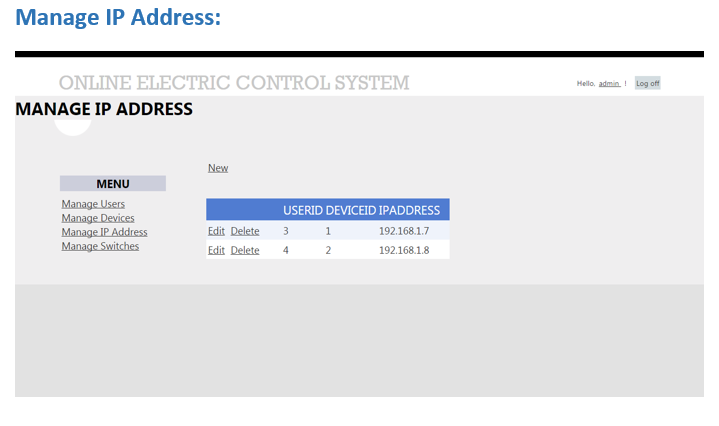 Manage IP Address:
ONLINE ELECTRIC CONTROL SYSTEM
Hello, admin ! Log off
MANAGE IP ADDRESS
New
MENU
Manage Users
Manage Devices
Manage IP Address
Manage Switches
USERID DEVICEID IPADDRESS
Edit Delete 3 1 192.168.1.7
Edit Delete 4 2 192.168.1.8